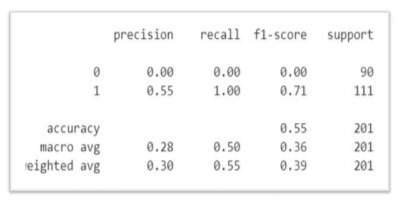 precision recall f1-score support
0 0.00 0.00 0.00 90
1 0.55 1.00 0.71 111
accuracy 0.55 201
macro avg 0.28 0.50 0.36 201
eighted avg 0.30 0.55 0.39 201